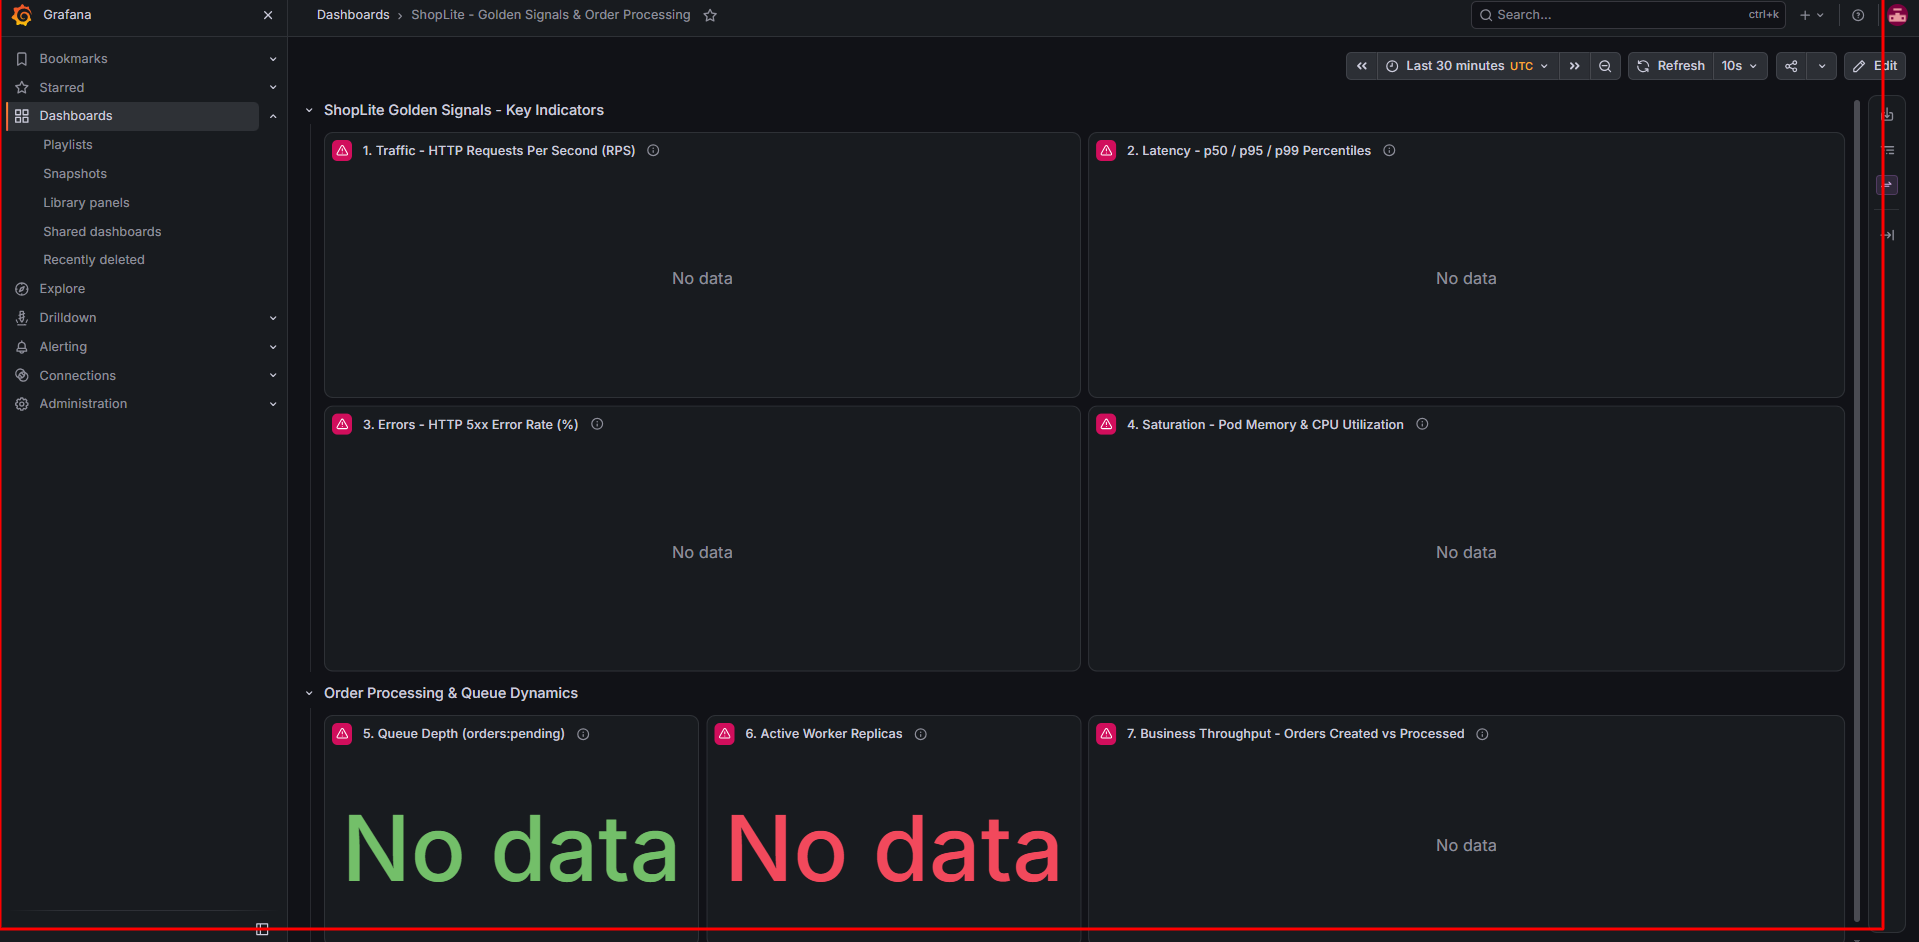 Grafana
Dashboards › ShopLite - Golden Signals & Order Processing
Search...
ctrl+k
Bookmarks
Starred
Dashboards
Playlists
Snapshots
Library panels
Shared dashboards
Recently deleted
Explore
Drilldown
Alerting
Connections
Administration
Last 30 minutes UTC
Refresh
10s
Edit
ShopLite Golden Signals - Key Indicators
1. Traffic - HTTP Requests Per Second (RPS)
No data
2. Latency - p50 / p95 / p99 Percentiles
No data
3. Errors - HTTP 5xx Error Rate (%)
No data
4. Saturation - Pod Memory & CPU Utilization
No data
Order Processing & Queue Dynamics
5. Queue Depth (orders:pending)
No data
6. Active Worker Replicas
No data
7. Business Throughput - Orders Created vs Processed
No data